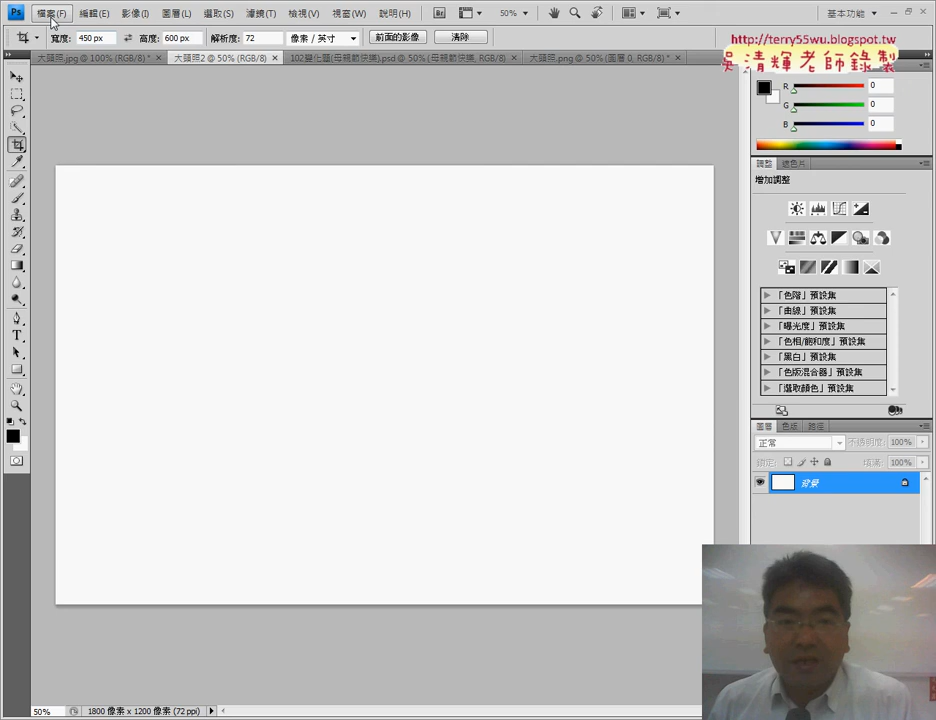 Ps 檔案(F) 編輯(E) 影像(I) 圖層(L) 選取(S) 濾鏡(T) 檢視(V) 視窗(W) 說明(H) Br 50% 基本功能
寬度: 450 px 高度: 600 px 解析度: 72 像素 / 英寸 前面的影像 清除
http://terry55wu.blogspot.tw
吳清輝老師錄製
大頭照.jpg @ 100% (RGB/8) * 大頭照2 @ 50% (RGB/8) 102變化題(母親節快樂).psd @ 50% (母親節快樂, RGB/8) 大頭照.png @ 50% (圖層 0, RGB/8) *
R 0
G 0
B 0
調整 遮色片
增加調整
「色階」預設集
「曲線」預設集
「曝光度」預設集
「色相/飽和度」預設集
「黑白」預設集
「色版混合器」預設集
「選取顏色」預設集
圖層 色版 路徑
正常 不透明度: 100%
鎖定: 填滿: 100%
背景
50% 1800 像素 x 1200 像素 (72 ppi)